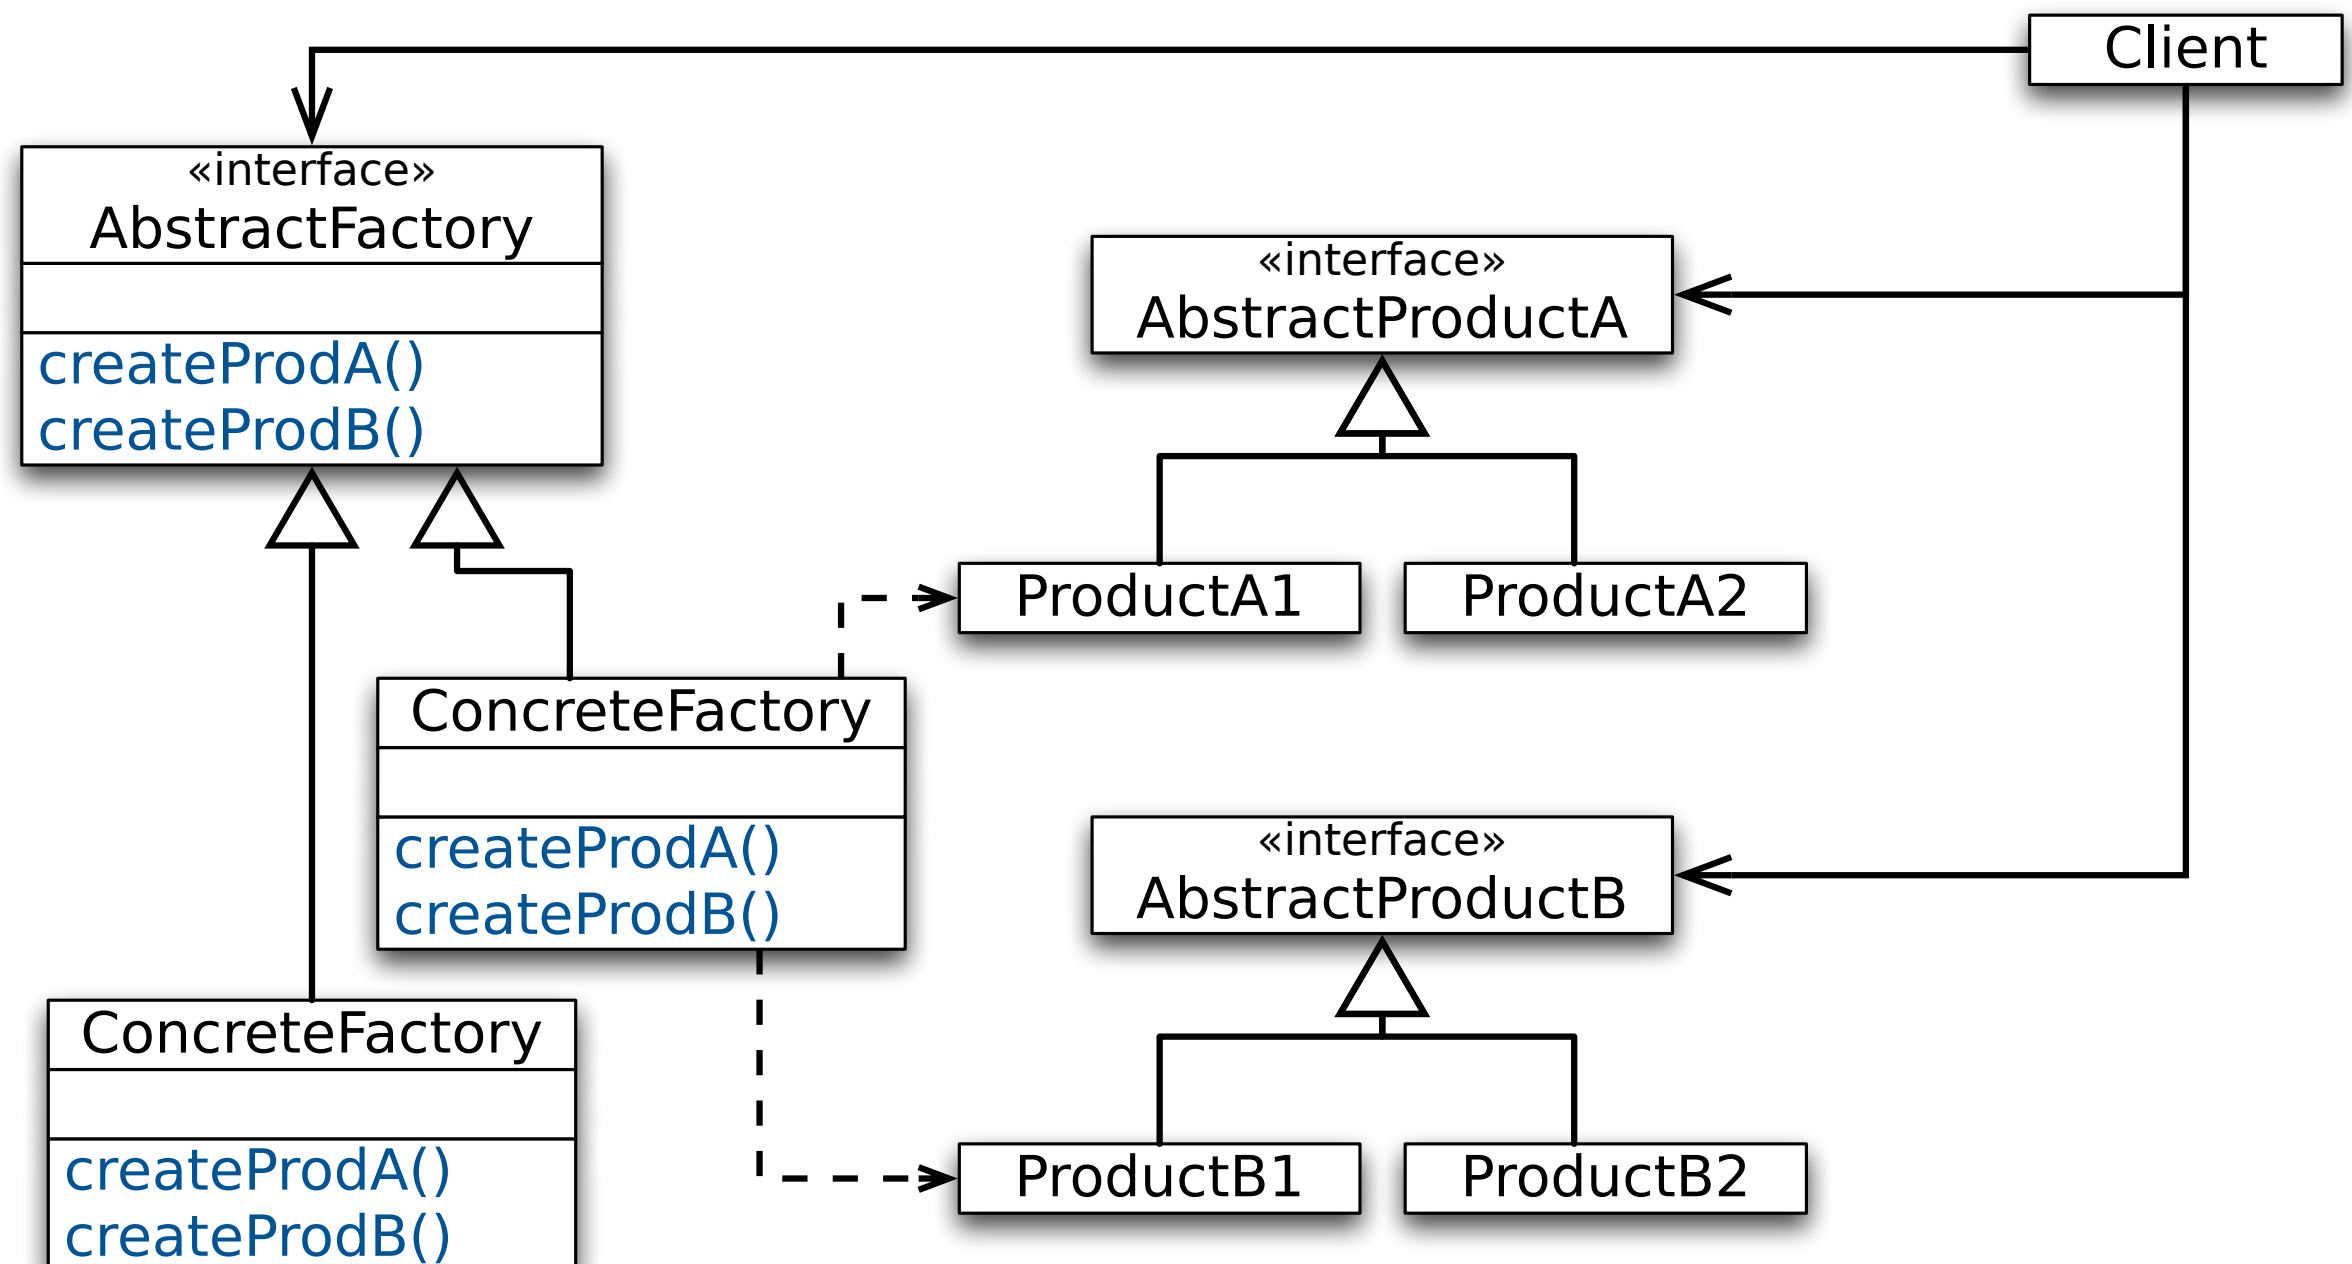 Client
«interface»
AbstractFactory
createProdA()
createProdB()
«interface»
AbstractProductA
ProductA1
ProductA2
ConcreteFactory
createProdA()
createProdB()
«interface»
AbstractProductB
ConcreteFactory
createProdA()
createProdB()
ProductB1
ProductB2